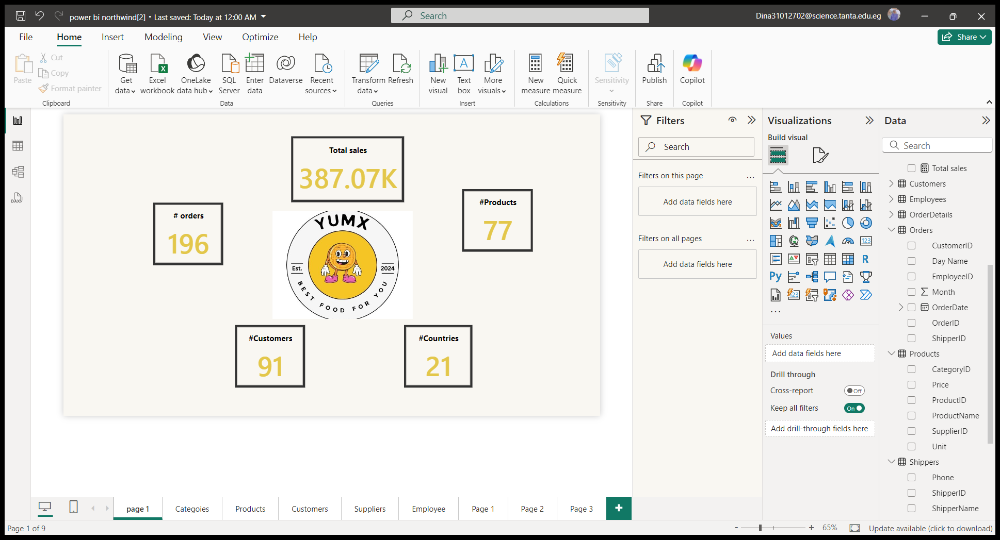 power bi northwind[2] • Last saved: Today at 12:00 AM
Search
Dina31012702@science.tanta.edu.eg
File
Home
Insert
Modeling
View
Optimize
Help
Share
Paste
Cut
Copy
Format painter
Clipboard
Get data
Excel workbook
OneLake data hub
SQL Server
Enter data
Dataverse
Recent sources
Data
Transform data
Refresh
Queries
New visual
A
Text box
More visuals
Insert
New measure
Quick measure
Calculations
Sensitivity
Sensitivity
Publish
Share
Copilot
Copilot
DAX
Total sales
387.07K
# orders
196
#Products
77
YUMX
Est.
2024
BEST FOOD FOR YOU
#Customers
91
#Countries
21
Filters
Search
Filters on this page
...
Add data fields here
Filters on all pages
...
Add data fields here
Visualizations
Build visual
123
R
Py
123
...
Values
Add data fields here
Drill through
Cross-report
Off
Keep all filters
On
Add drill-through fields here
Data
Search
Total sales
Customers
Employees
OrderDetails
Orders
CustomerID
Day Name
EmployeeID
Month
OrderDate
OrderID
ShipperID
Products
CategoryID
Price
ProductID
ProductName
SupplierID
Unit
Shippers
Phone
ShipperID
ShipperName
page 1
Categoies
Products
Customers
Suppliers
Employee
Page 1
Page 2
Page 3
+
Page 1 of 9
- + 65%
Update available (click to download)